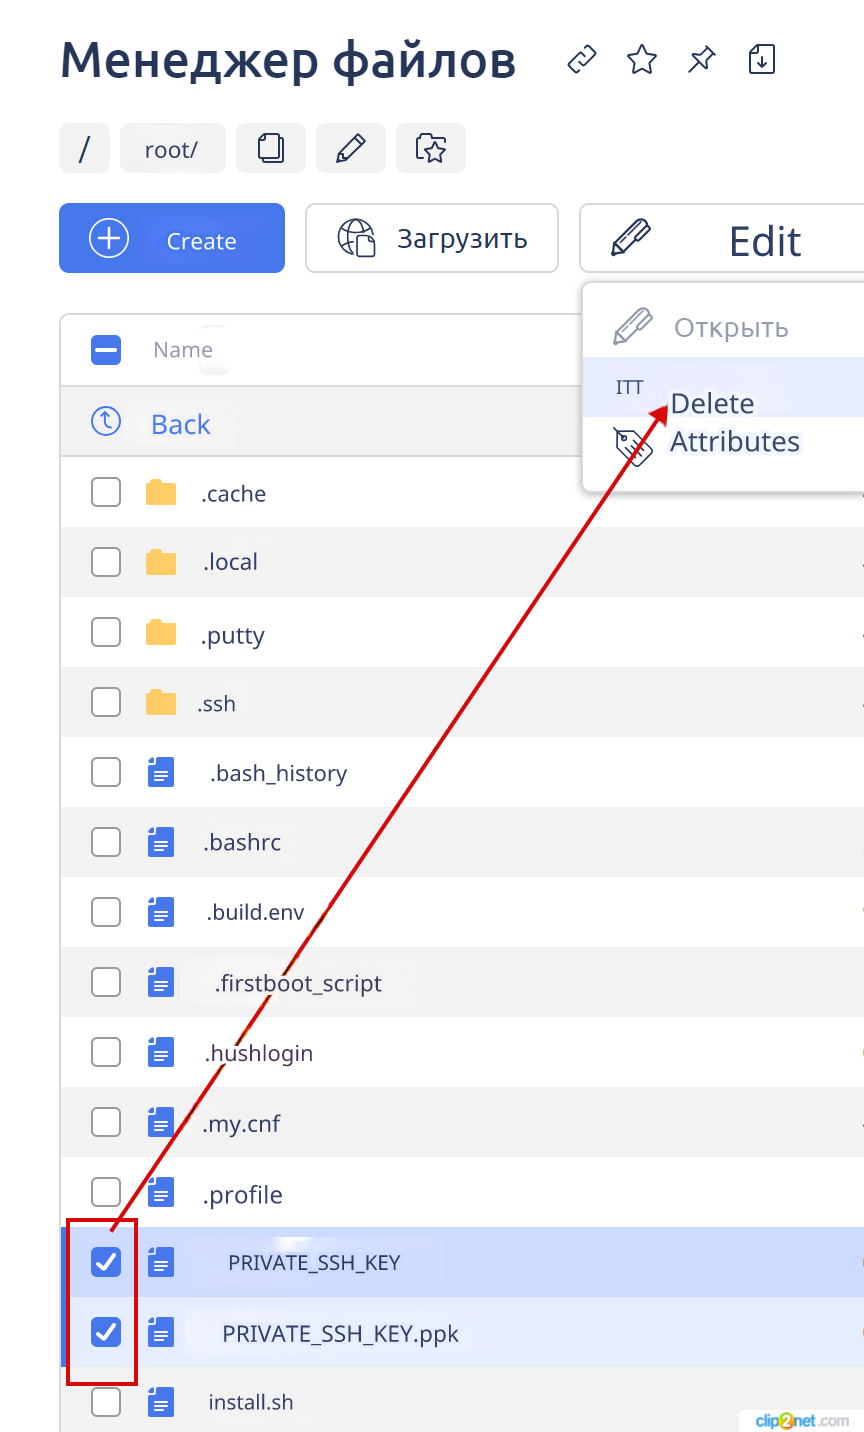 Менеджер файлов
/ root/
Create Загрузить Edit
Открыть
Name
ITT Delete
Back Attributes
.cache
.local
.putty
.ssh
.bash_history
.bashrc
.build.env
.firstboot_script
.hushlogin
.my.cnf
.profile
PRIVATE_SSH_KEY
PRIVATE_SSH_KEY.ppk
install.sh
clip2net.com